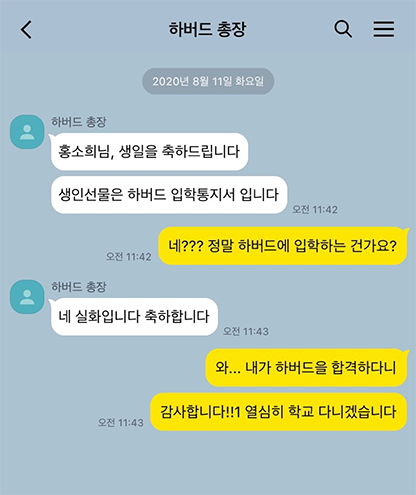 하버드 총장
2020년 8월 11일 화요일
하버드 총장
홍소희님, 생일을 축하드립니다
생인선물은 하버드 입학통지서 입니다
오전 11:42
네??? 정말 하버드에 입학하는 건가요?
오전 11:42
하버드 총장
네 실화입니다 축하합니다
오전 11:43
와... 내가 하버드을 합격하다니
감사합니다!!1 열심히 학교 다니겠습니다
오전 11:43